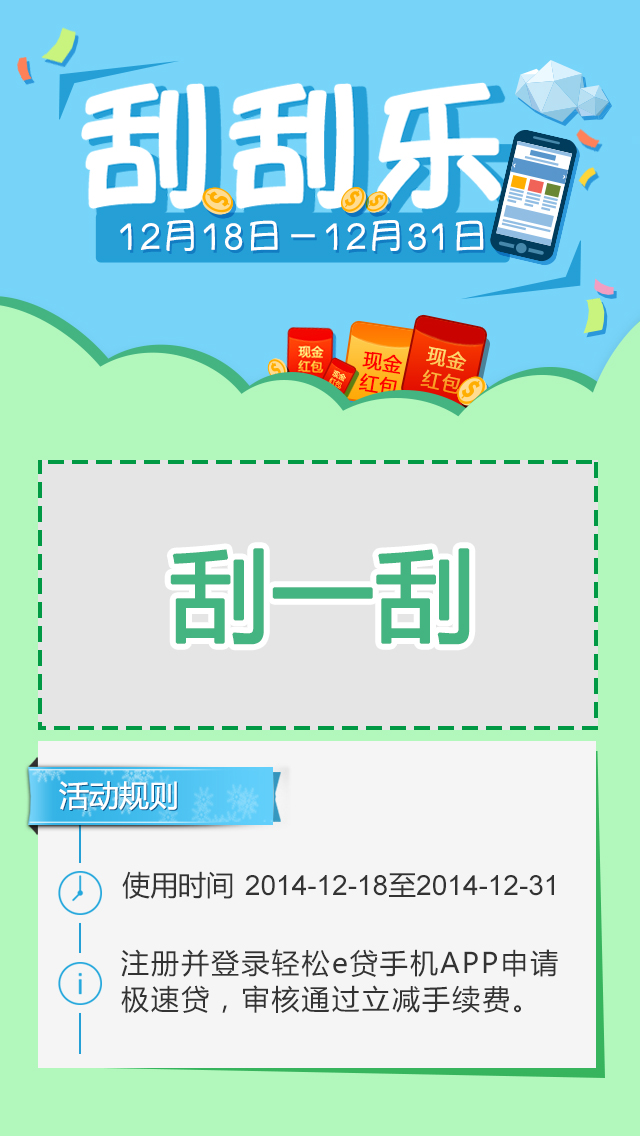 刮刮乐
12月18日－12月31日
现金
红包
现金
红包
现金
红包
现金
红包
刮一刮
活动规则
使用时间 2014-12-18至2014-12-31
注册并登录轻松e贷手机APP申请
极速贷，审核通过立减手续费。